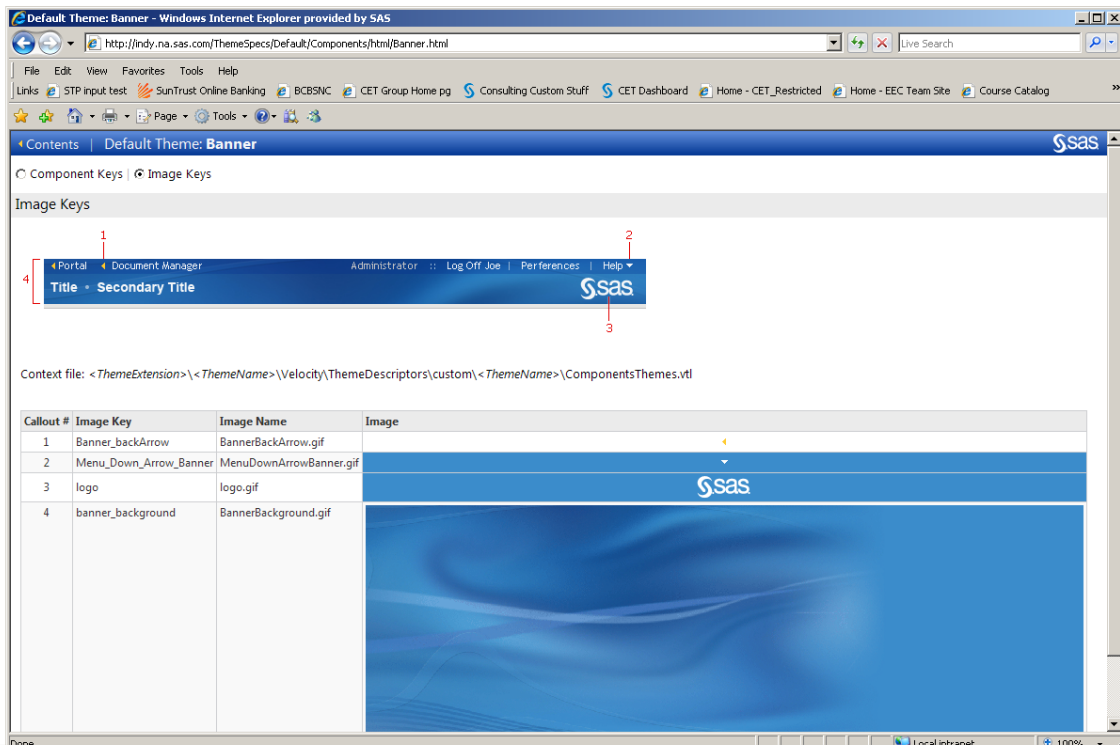 Default Theme: Banner - Windows Internet Explorer provided by SAS
http://indy.na.sas.com/ThemeSpecs/Default/Components/html/Banner.html
Live Search
File Edit View Favorites Tools Help
Links STP input test SunTrust Online Banking BCBSNC CET Group Home pg Consulting Custom Stuff CET Dashboard Home - CET_Restricted Home - EEC Team Site Course Catalog »
Page Tools
Contents | Default Theme: Banner sas
Component Keys | Image Keys
Image Keys
1 2
Portal Document Manager Administrator :: Log Off Joe | Perferences | Help
4
Title • Secondary Title sas
3
Context file: <ThemeExtension>\<ThemeName>\Velocity\ThemeDescriptors\custom\<ThemeName>\ComponentsThemes.vtl
Callout # Image Key Image Name Image
1 Banner_backArrow BannerBackArrow.gif
2 Menu_Down_Arrow_Banner MenuDownArrowBanner.gif
3 logo logo.gif sas
4 banner_background BannerBackground.gif
Done Local intranet 100%